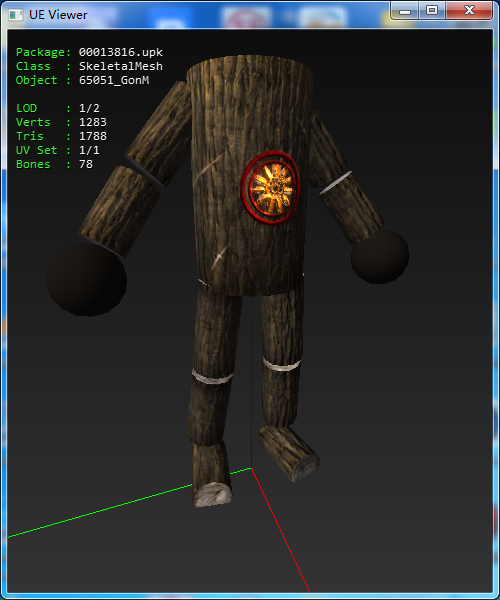 UE Viewer
Package: 00013816.upk
Class : SkeletalMesh
Object : 65051_GonM
LOD : 1/2
Verts : 1283
Tris : 1788
UV Set : 1/1
Bones : 78